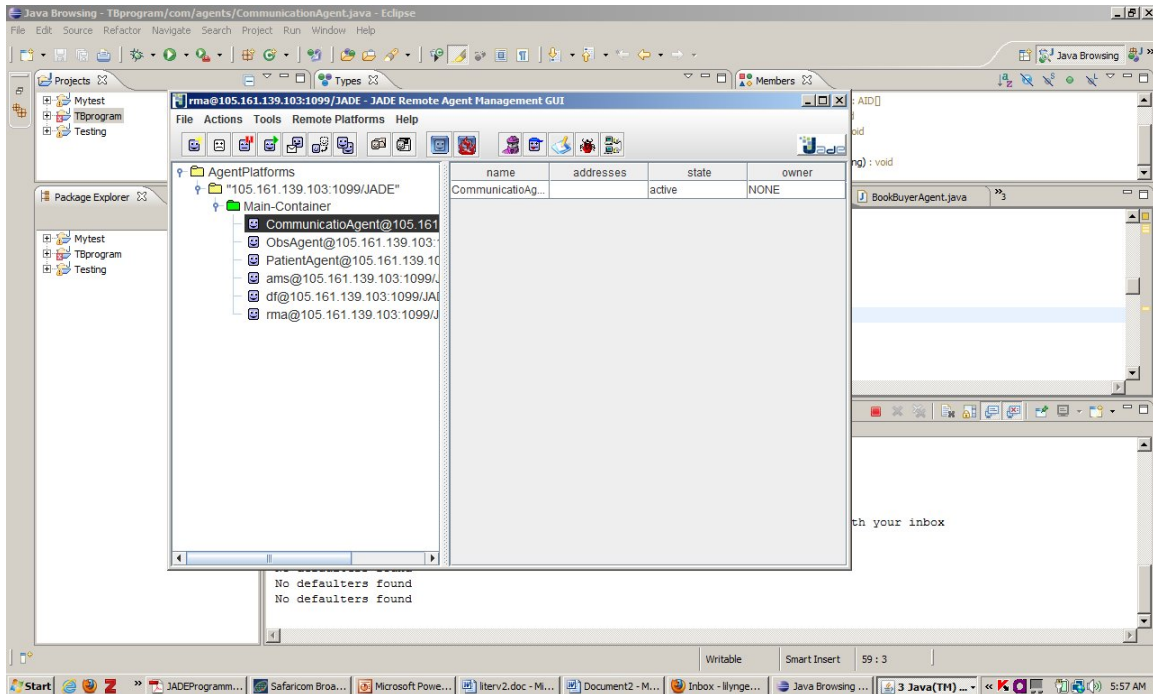 Java Browsing - TBprogram/com/agents/CommunicationAgent.java - Eclipse
File Edit Source Refactor Navigate Search Project Run Window Help
Java Browsing
Projects
Types
Members
Mytest
TBprogram
Testing
: AID[]
oid
ng) : void
rma@105.161.139.103:1099/JADE - JADE Remote Agent Management GUI
File Actions Tools Remote Platforms Help
Jade
AgentPlatforms
"105.161.139.103:1099/JADE"
Main-Container
CommunicatioAgent@105.161
ObsAgent@105.161.139.103:
PatientAgent@105.161.139.10
ams@105.161.139.103:1099/J
df@105.161.139.103:1099/JAI
rma@105.161.139.103:1099/J
name addresses state owner
CommunicatioAg... active NONE
Package Explorer
Mytest
TBprogram
Testing
BookBuyerAgent.java
»3
th your inbox
No defaulters found
No defaulters found
Writable Smart Insert 59 : 3
Start » JADEProgramm... Safaricom Broa... Microsoft Powe... literv2.doc - Mi... Document2 - M... Inbox - lilynge... Java Browsing ... 3 Java(TM) ... « 5:57 AM